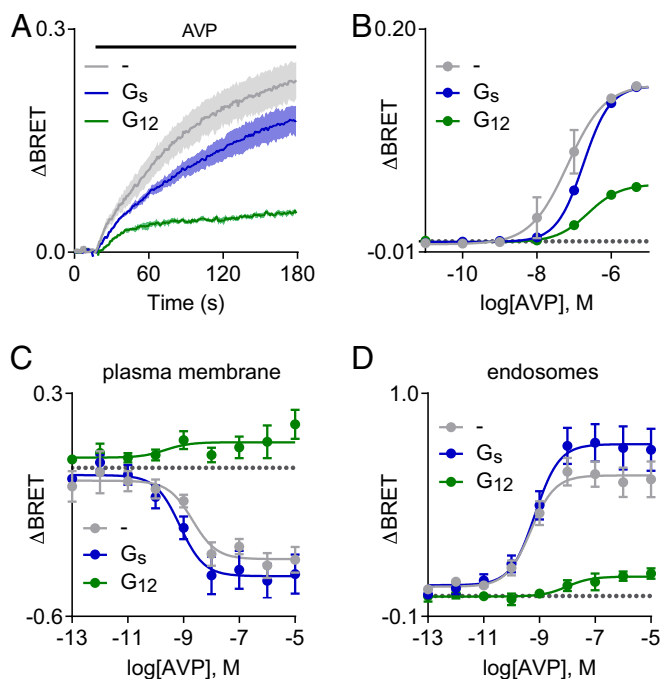 A
AVP
0.3
-
Gs
G12
ΔBRET
0.0
0 60 120 180
Time (s)
B
0.20
-
Gs
G12
ΔBRET
-0.01
-10 -8 -6
log[AVP], M
C
plasma membrane
0.3
ΔBRET
-
Gs
G12
-0.6
-13 -11 -9 -7 -5
log[AVP], M
D
endosomes
1.0
-
Gs
G12
ΔBRET
-0.1
-13 -11 -9 -7 -5
log[AVP], M